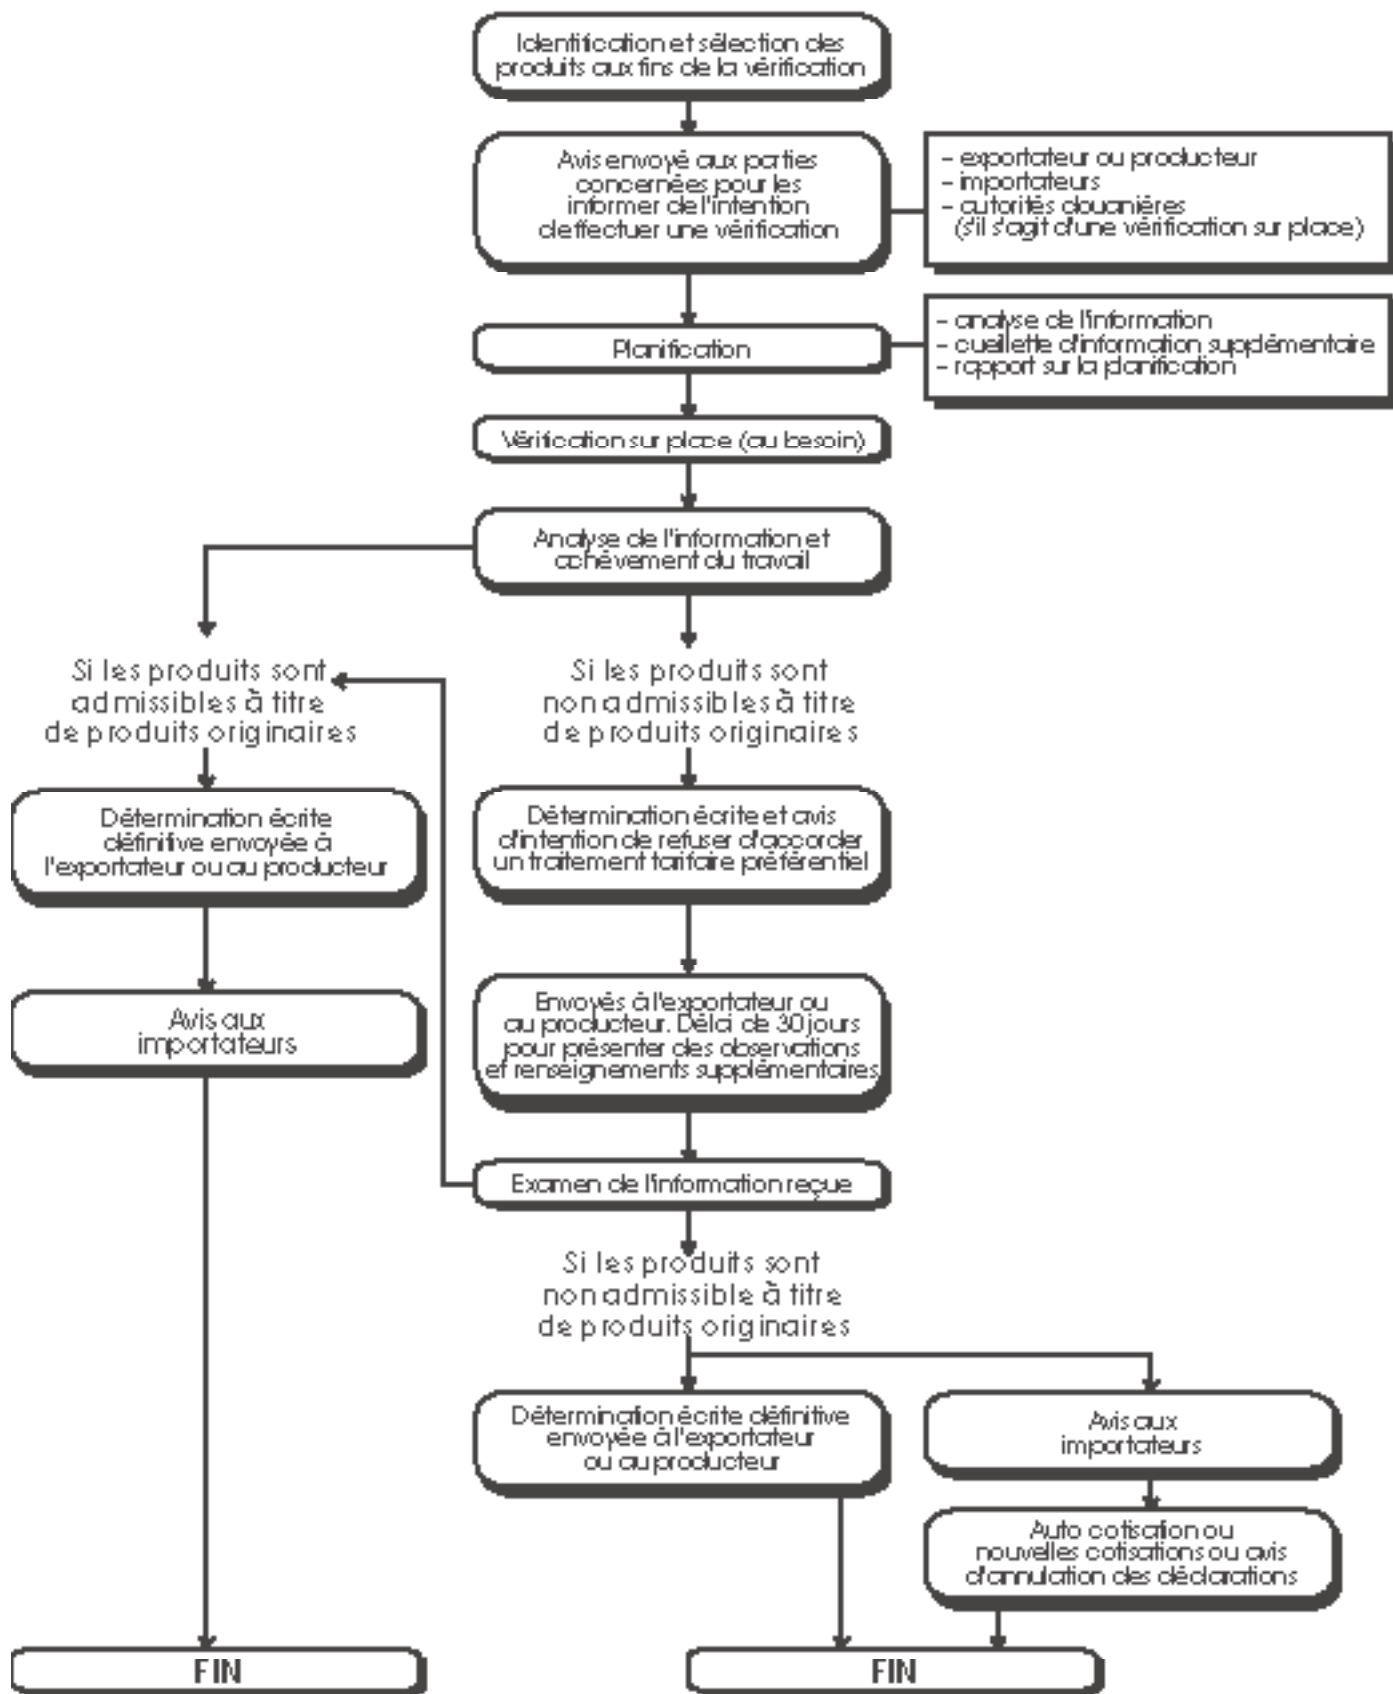 Identification et sélection des
produits aux fins de la vérification
Avis envoyé aux parties
concernées pour les
informer de l'intention
d'effectuer une vérification
– exportateur ou producteur
– importateurs
– autorités douanières
(s'il s'agit d'une vérification sur place)
Planification
– analyse de l'information
– cueillette d'information supplémentaire
– rapport sur la planification
Vérification sur place (au besoin)
Analyse de l'information et
achèvement du travail
Si les produits sont
admissibles à titre
de produits originaires
Si les produits sont
non admissibles à titre
de produits originaires
Détermination écrite
définitive envoyée à
l'exportateur ou au producteur
Détermination écrite et avis
d'intention de refuser d'accorder
un traitement tarifaire préférentiel
Avis aux
importateurs
Envoyés à l'exportateur ou
au producteur. Délai de 30 jours
pour présenter des observations
et renseignements supplémentaires
Examen de l'information reçue
Si les produits sont
non admissible à titre
de produits originaires
Détermination écrite définitive
envoyée à l'exportateur
ou au producteur
Avis aux
importateurs
Auto cotisation ou
nouvelles cotisations ou avis
d'annulation des déclarations
FIN
FIN